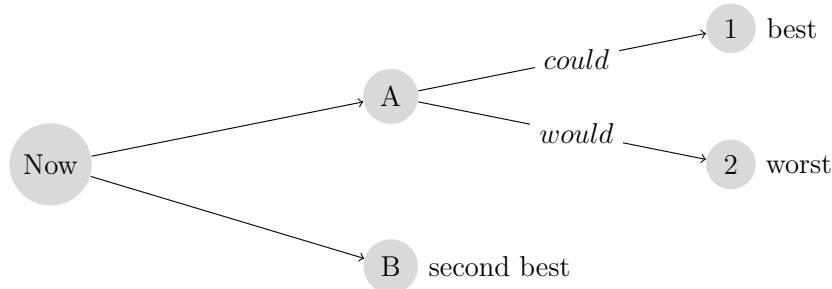 1 best
could
A
would
Now
2 worst
B second best